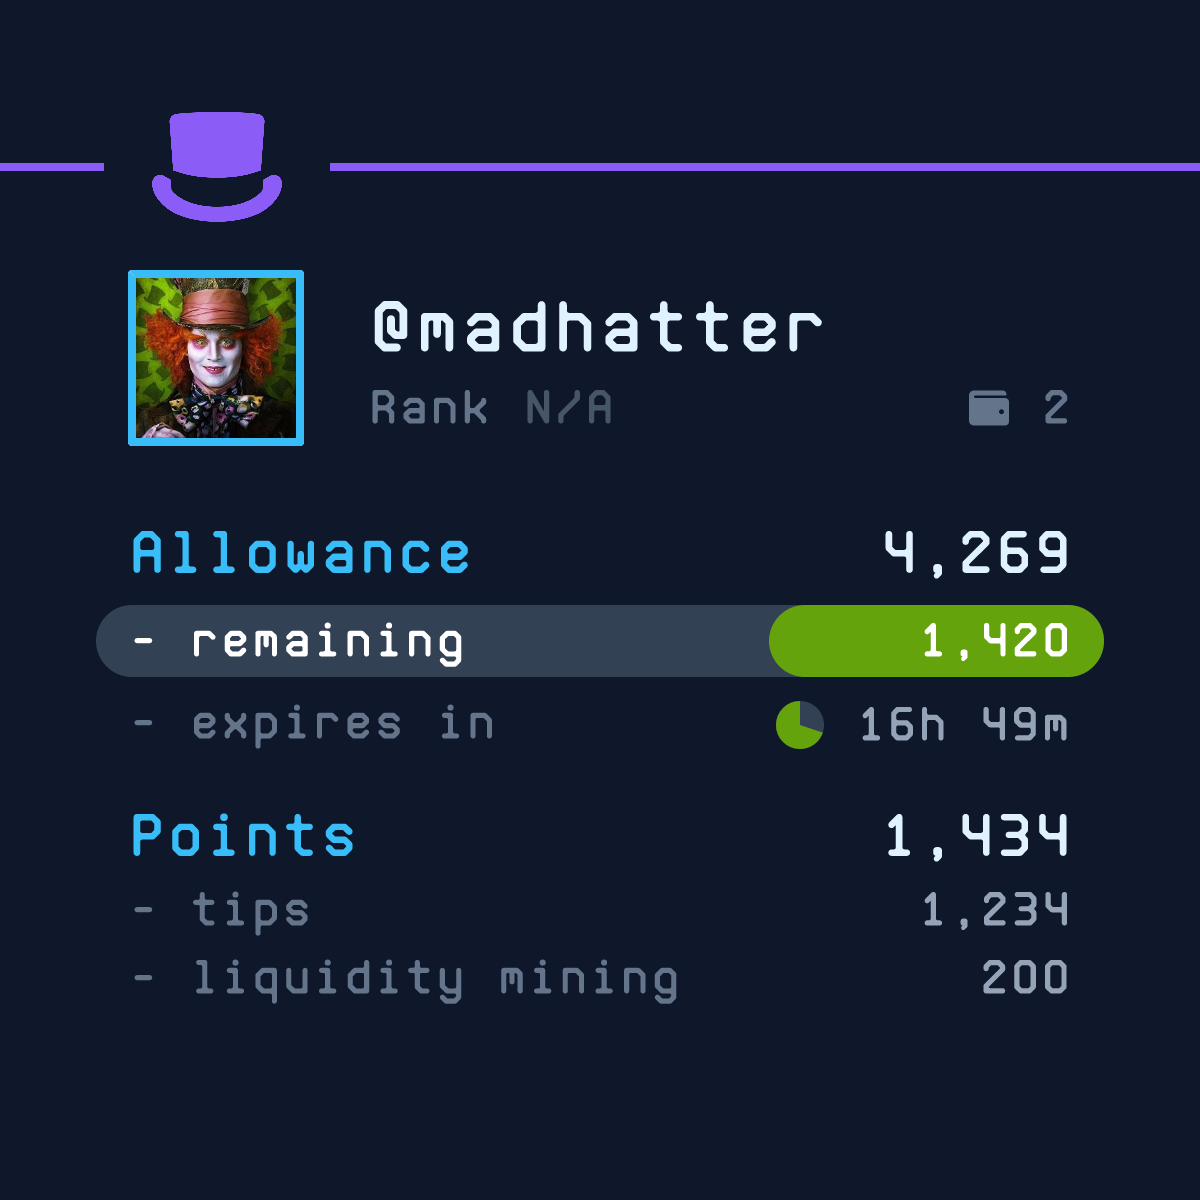 @madhatter
Rank N/A 2
Allowance 4,269
- remaining 1,420
- expires in 16h 49m
Points 1,434
- tips 1,234
- liquidity mining 200